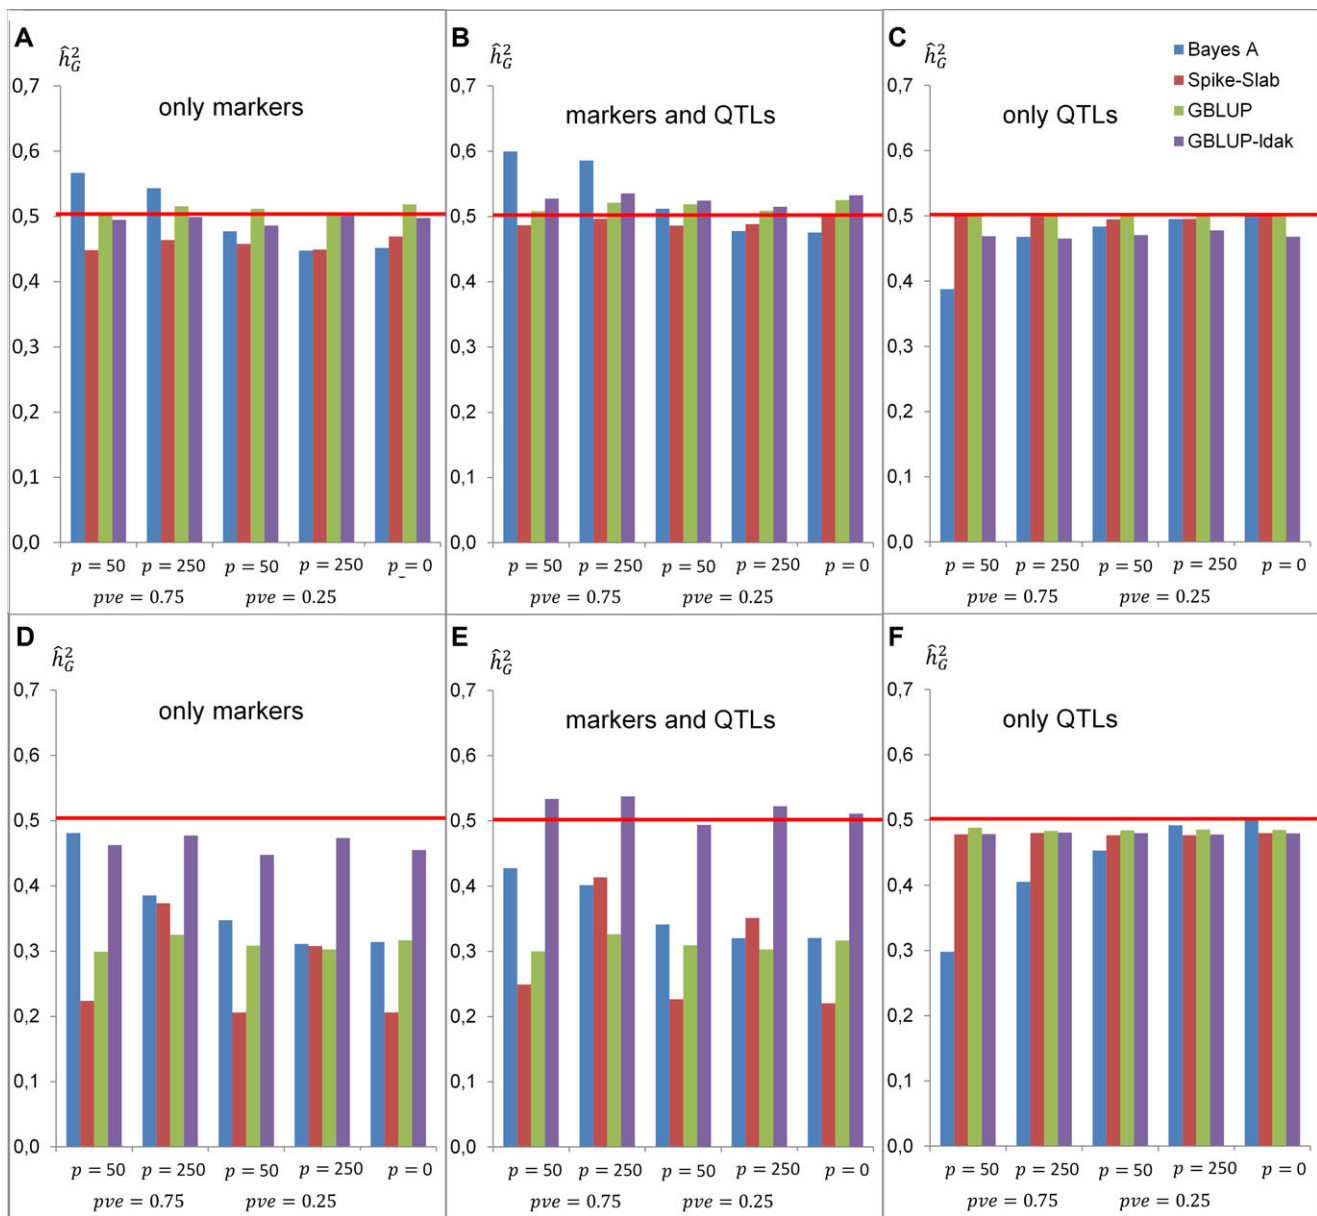 A
ĥ²G
only markers
0,7
0,6
0,5
0,4
0,3
0,2
0,1
0,0
p = 50 p = 250 p = 50 p = 250 p = 0
pve = 0.75 pve = 0.25
B
ĥ²G
markers and QTLs
0,7
0,6
0,5
0,4
0,3
0,2
0,1
0,0
p = 50 p = 250 p = 50 p = 250 p = 0
pve = 0.75 pve = 0.25
C
ĥ²G
only QTLs
Bayes A
Spike-Slab
GBLUP
GBLUP-ldak
0,7
0,6
0,5
0,4
0,3
0,2
0,1
0,0
p = 50 p = 250 p = 50 p = 250 p = 0
pve = 0.75 pve = 0.25
D
ĥ²G
only markers
0,7
0,6
0,5
0,4
0,3
0,2
0,1
0,0
p = 50 p = 250 p = 50 p = 250 p = 0
pve = 0.75 pve = 0.25
E
ĥ²G
markers and QTLs
0,7
0,6
0,5
0,4
0,3
0,2
0,1
0,0
p = 50 p = 250 p = 50 p = 250 p = 0
pve = 0.75 pve = 0.25
F
ĥ²G
only QTLs
0,7
0,6
0,5
0,4
0,3
0,2
0,1
0,0
p = 50 p = 250 p = 50 p = 250 p = 0
pve = 0.75 pve = 0.25